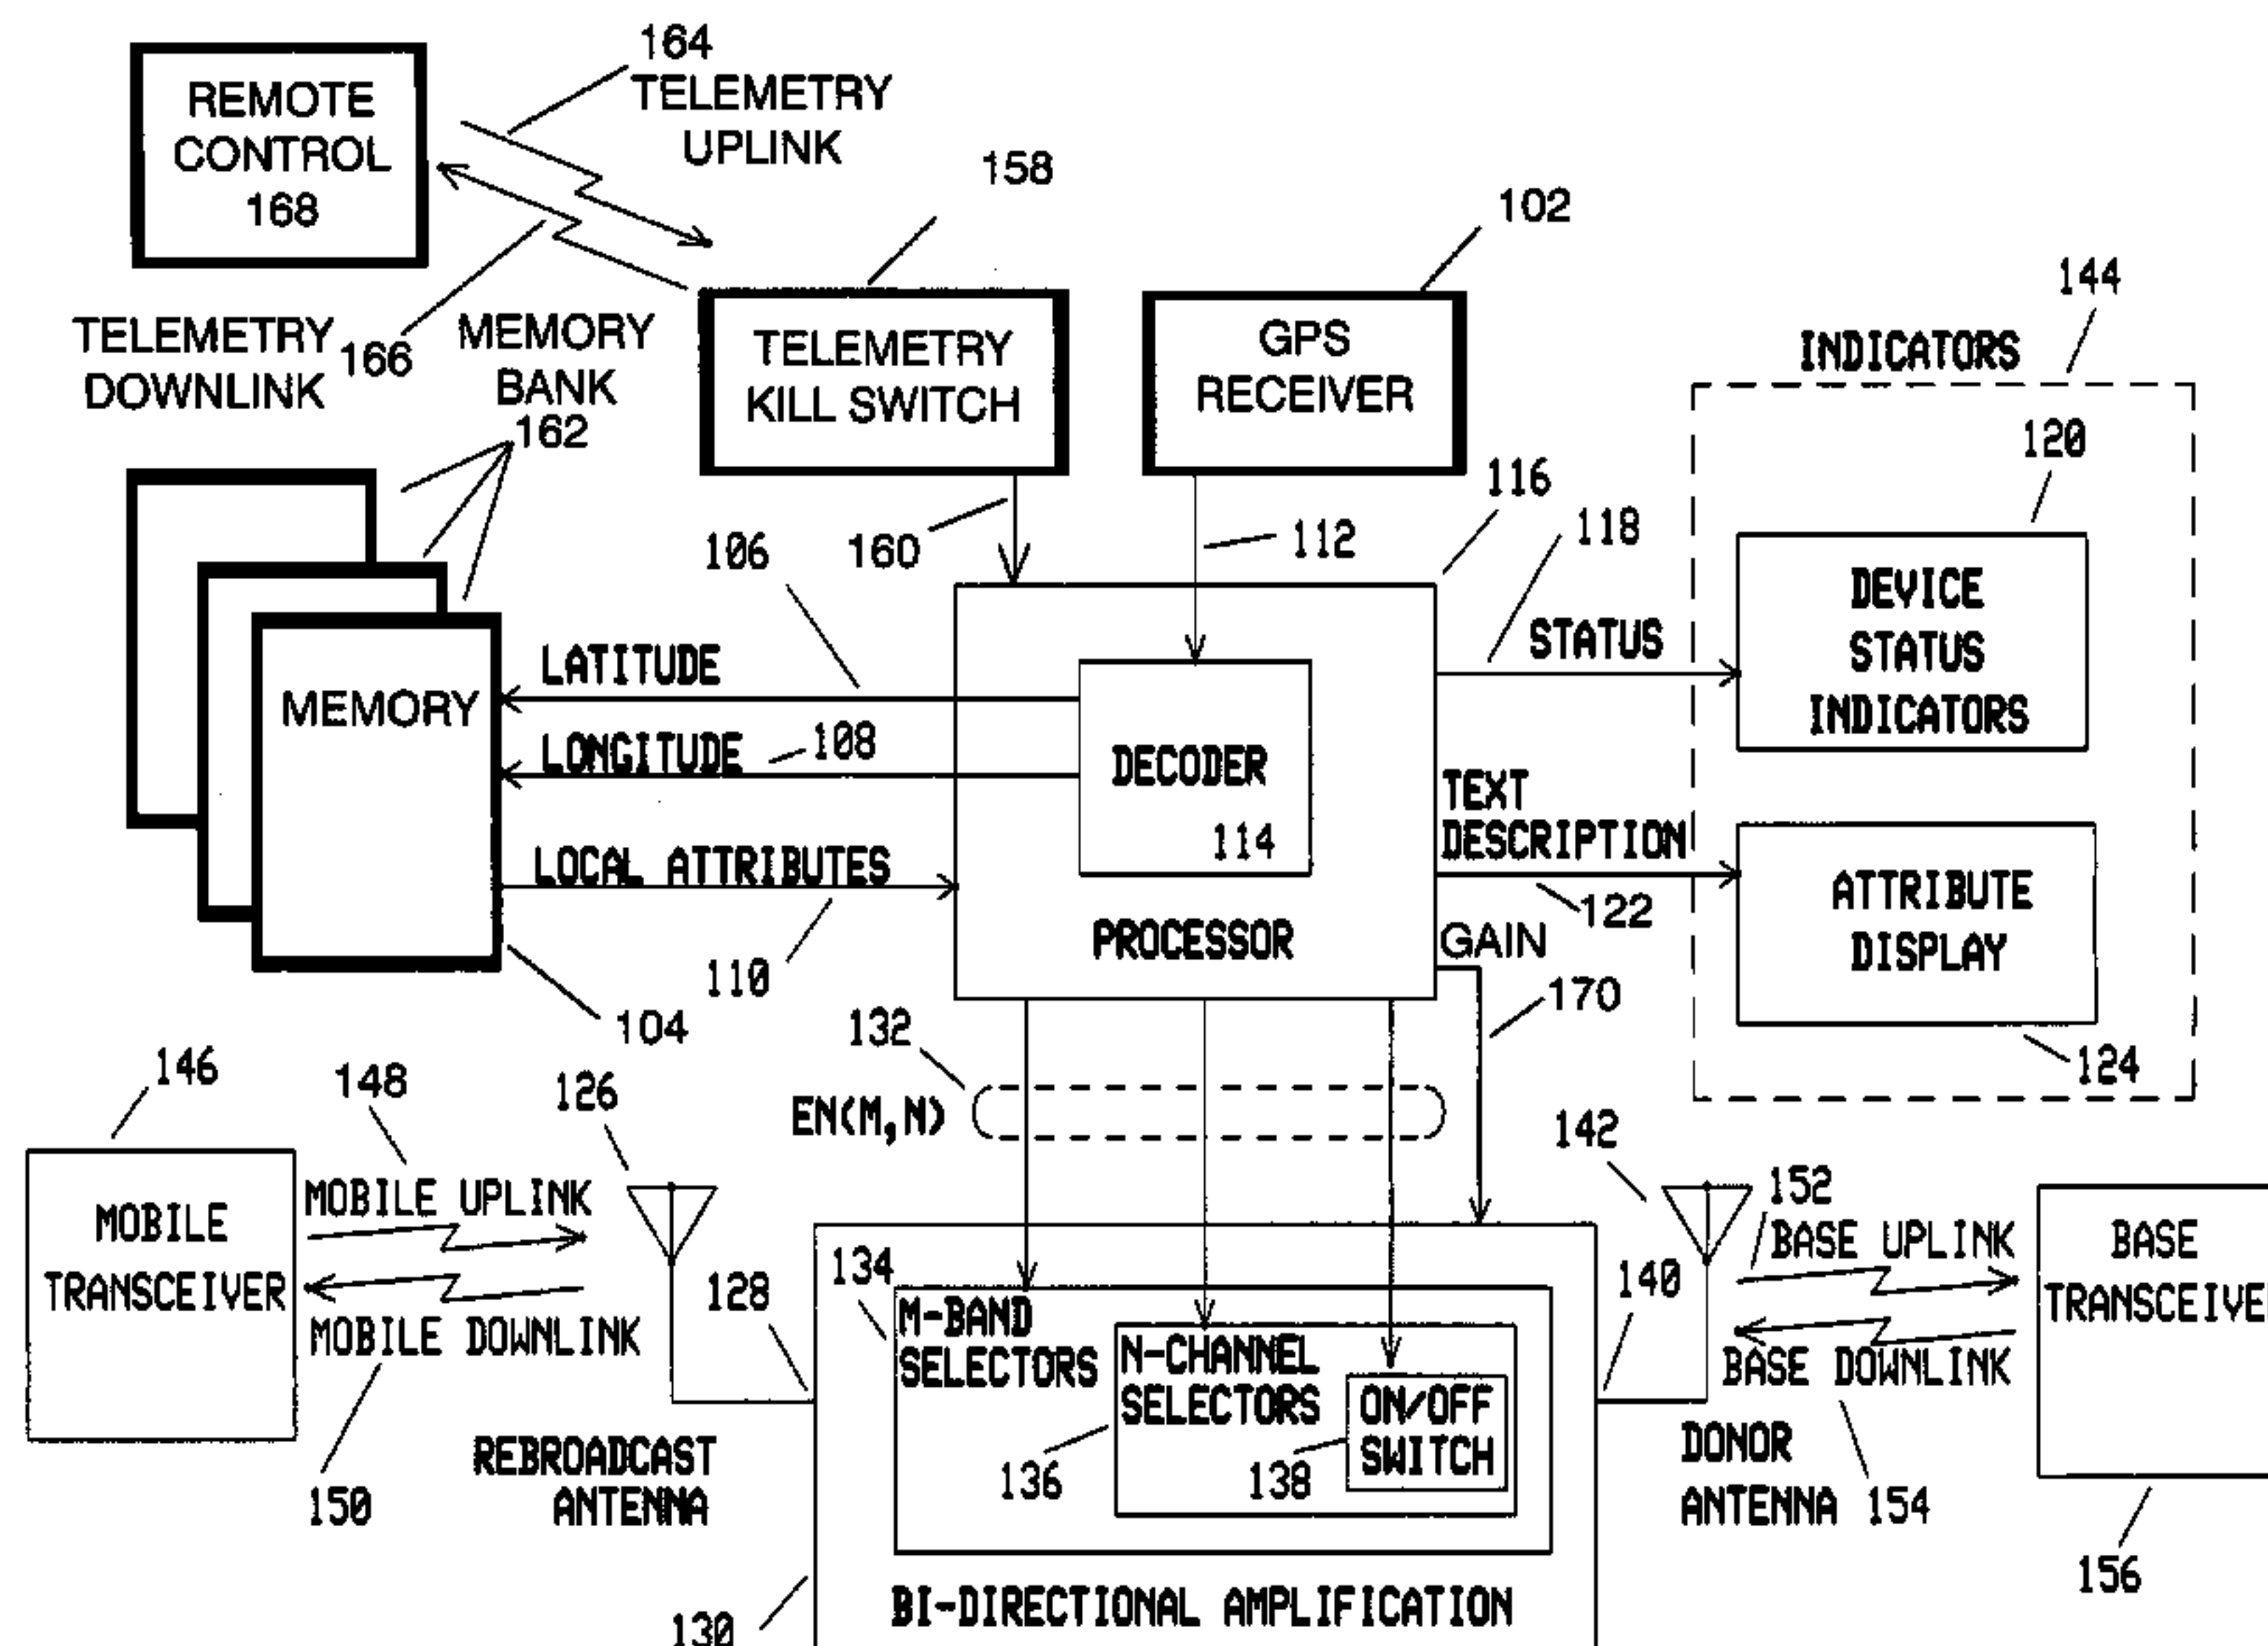 164
TELEMETRY
UPLINK
REMOTE
CONTROL
168
158
102
144
TELEMETRY
DOWNLINK
166
MEMORY
BANK
162
TELEMETRY
KILL SWITCH
GPS
RECEIVER
INDICATORS
120
116
118
160
112
106
DEVICE
STATUS
INDICATORS
STATUS
LATITUDE
MEMORY
LONGITUDE
108
DECODER
114
TEXT
DESCRIPTION
LOCAL ATTRIBUTES
122
ATTRIBUTE
DISPLAY
PROCESSOR
GAIN
110
170
104
132
124
146
148
126
EN(M,N)
142
MOBILE
TRANSCEIVER
MOBILE UPLINK
MOBILE DOWNLINK
150
128
134
M-BAND
SELECTORS
N-CHANNEL
SELECTORS
136
ON/OFF
SWITCH
138
140
152
BASE UPLINK
BASE DOWNLINK
BASE
TRANSCEIVE
REBROADCAST
ANTENNA
DONOR
ANTENNA 154
156
BI-DIRECTIONAL AMPLIFICATION
130